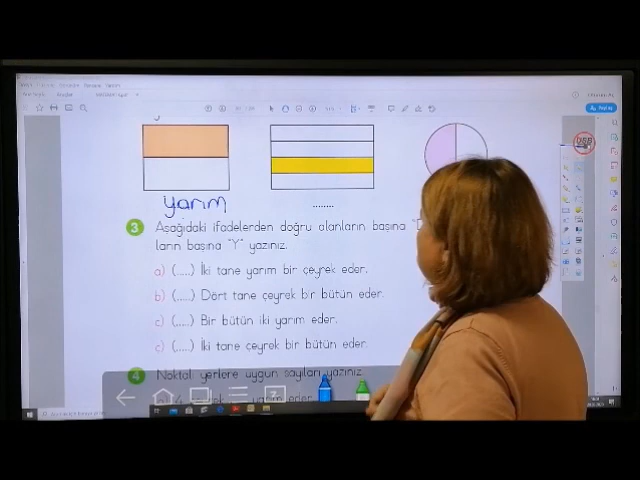 yarım
........
3 Aşağıdaki ifadelerden doğru olanların başına "D
ların başına "Y" yazınız.
a) (.....) İki tane yarım bir çeyrek eder.
b) (.....) Dört tane çeyrek bir bütün eder.
c) (.....) Bir bütün iki yarım eder.
ç) (.....) İki tane çeyrek bir bütün eder.
4 Noktalı yerlere uygun sayıları yazınız.
yarım eder.